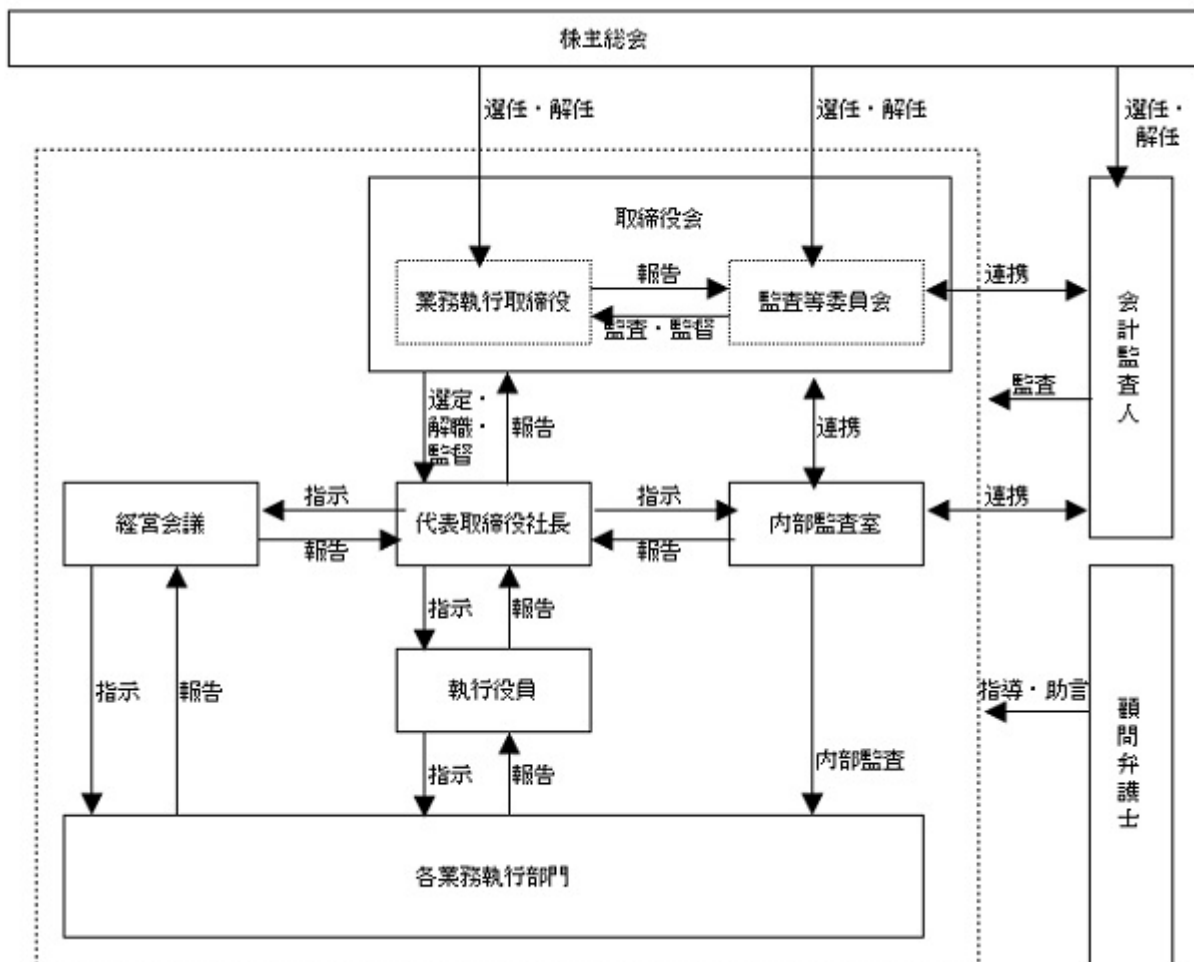 株主総会
選任・解任
選任・解任
選任・
解任
取締役会
業務執行取締役
報告
監査・監督
監査等委員会
連携
会計監査人
監査
選定・
解職・
監督
報告
連携
経営会議
指示
報告
代表取締役社長
指示
報告
内部監査室
連携
指示
報告
執行役員
指示
報告
指示
報告
内部監査
指導・助言
顧問弁護士
各業務執行部門